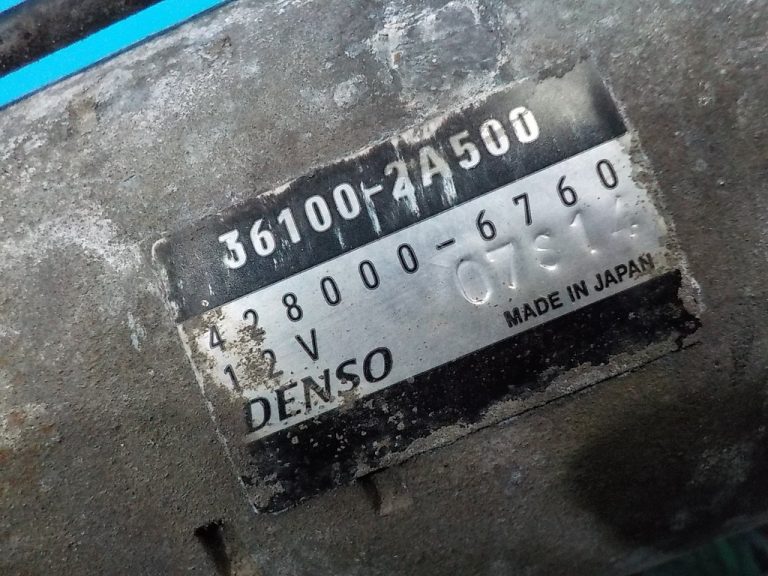 36100-2A500
428000-6760
07S14
12V
DENSO
MADE IN JAPAN